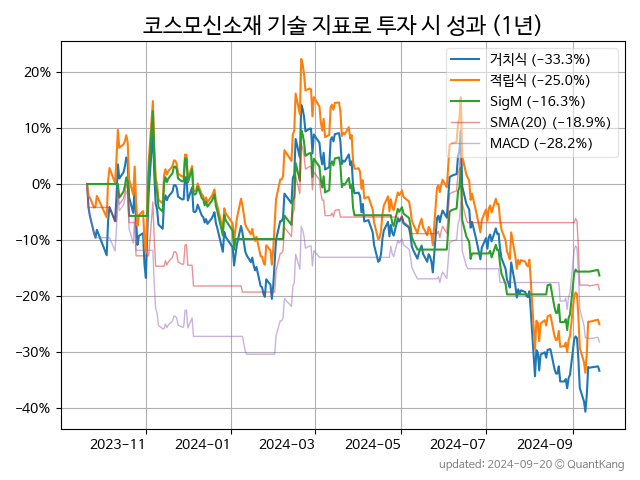 코스모신소재 기술 지표로 투자 시 성과 (1년)
거치식 (−33.3%)
적립식 (−25.0%)
SigM (−16.3%)
SMA(20) (−18.9%)
MACD (−28.2%)
20%
10%
0%
−10%
−20%
−30%
−40%
2023−11
2024−01
2024−03
2024−05
2024−07
2024−09
updated: 2024−09−20 © QuantKang